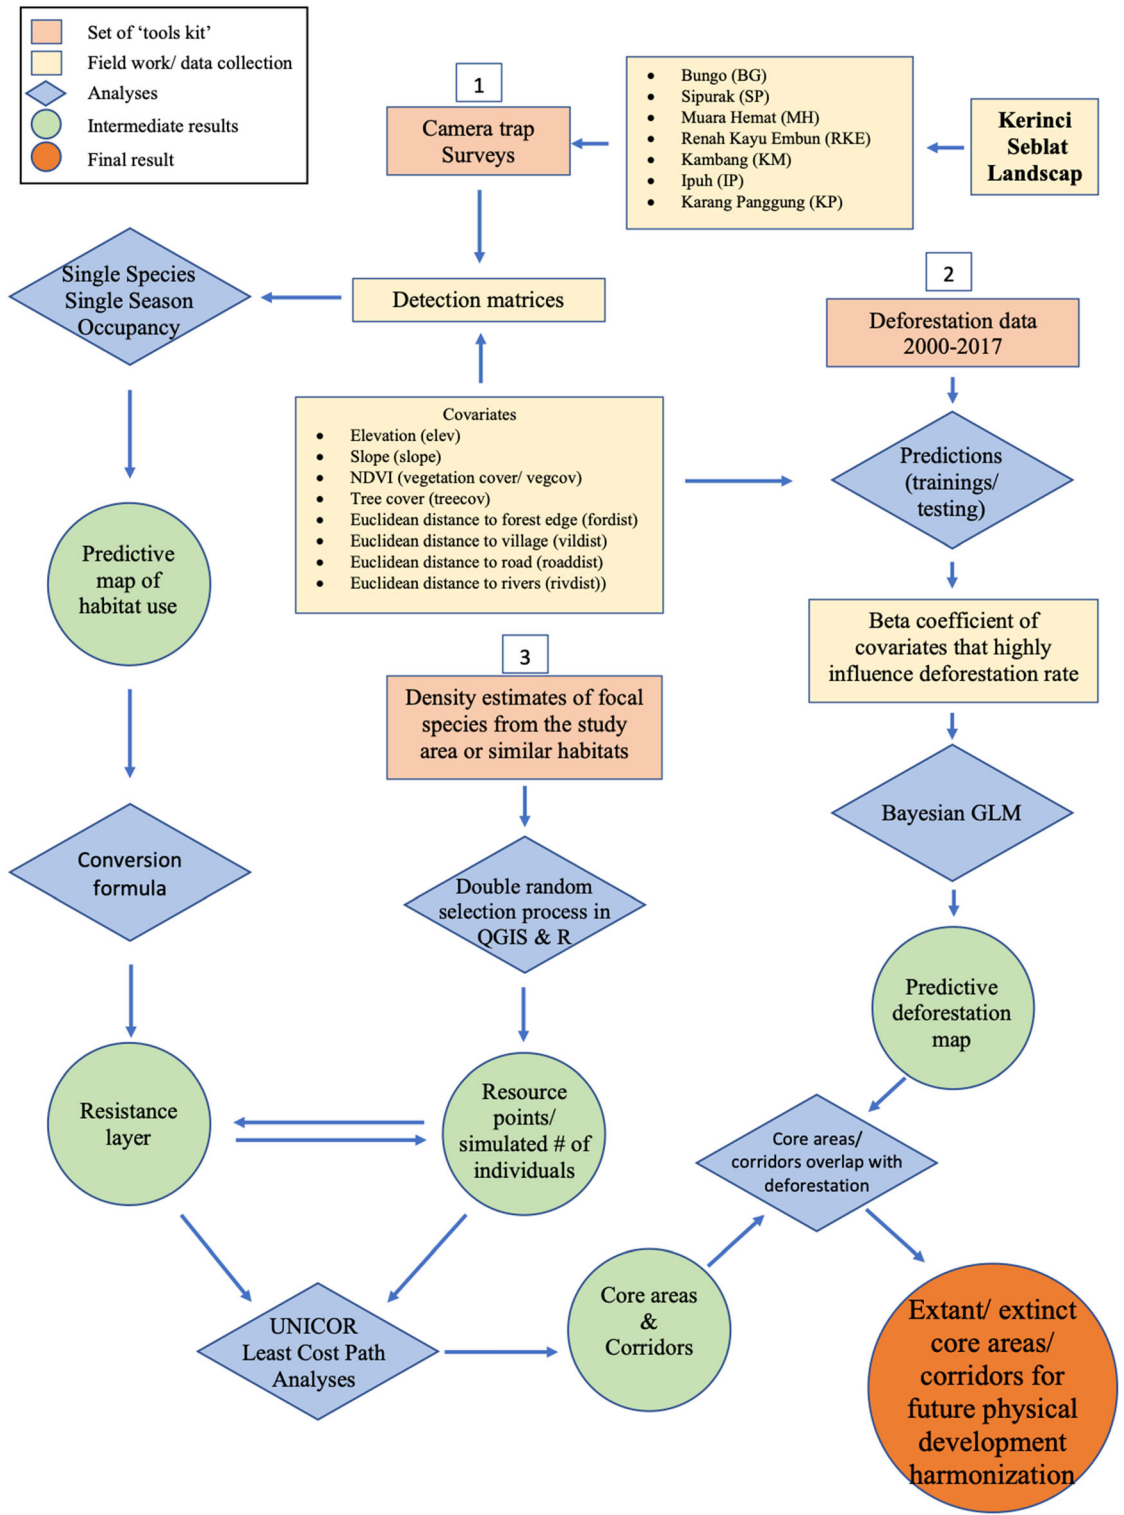 Set of ‘tools kit’
Field work/ data collection
Analyses
Intermediate results
Final result
1
Camera trap
Surveys
Bungo (BG)
Sipurak (SP)
Muara Hemat (MH)
Renah Kayu Embun (RKE)
Kambang (KM)
Ipuh (IP)
Karang Panggung (KP)
Kerinci
Seblat
Landscap
Single Species
Single Season
Occupancy
Detection matrices
2
Deforestation data
2000-2017
Covariates
Elevation (elev)
Slope (slope)
NDVI (vegetation cover/ vegcov)
Tree cover (treecov)
Euclidean distance to forest edge (fordist)
Euclidean distance to village (vildist)
Euclidean distance to road (roaddist)
Euclidean distance to rivers (rivdist))
Predictions
(trainings/
testing)
Predictive
map of
habitat use
Beta coefficient of
covariates that highly
influence deforestation rate
3
Density estimates of focal
species from the study
area or similar habitats
Bayesian GLM
Conversion
formula
Double random
selection process in
QGIS & R
Predictive
deforestation
map
Resistance
layer
Resource
points/
simulated # of
individuals
Core areas/
corridors overlap with
deforestation
UNICOR
Least Cost Path
Analyses
Core areas
&
Corridors
Extant/ extinct
core areas/
corridors for
future physical
development
harmonization